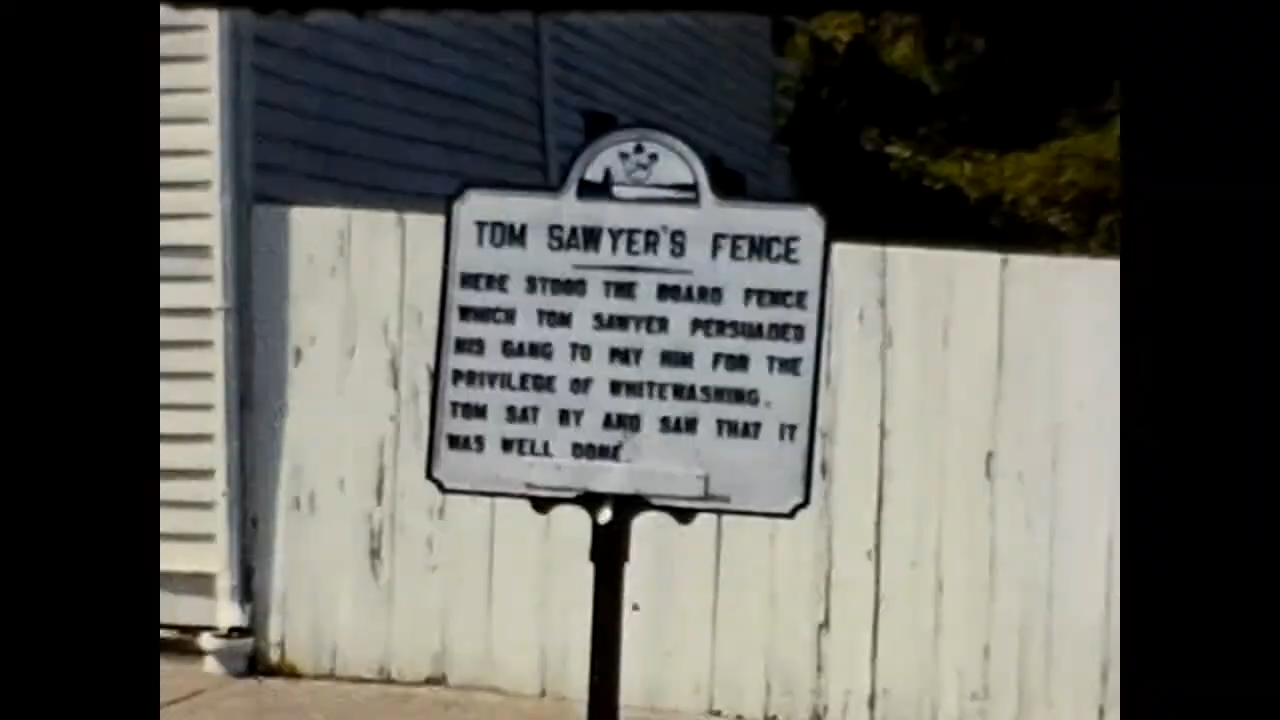 TOM SAWYER'S FENCE
HERE STOOD THE BOARD FENCE
WHICH TOM SAWYER PERSUADED
HIS GANG TO PAY HIM FOR THE
PRIVILEGE OF WHITEWASHING.
TOM SAT BY AND SAW THAT IT
WAS WELL DONE.